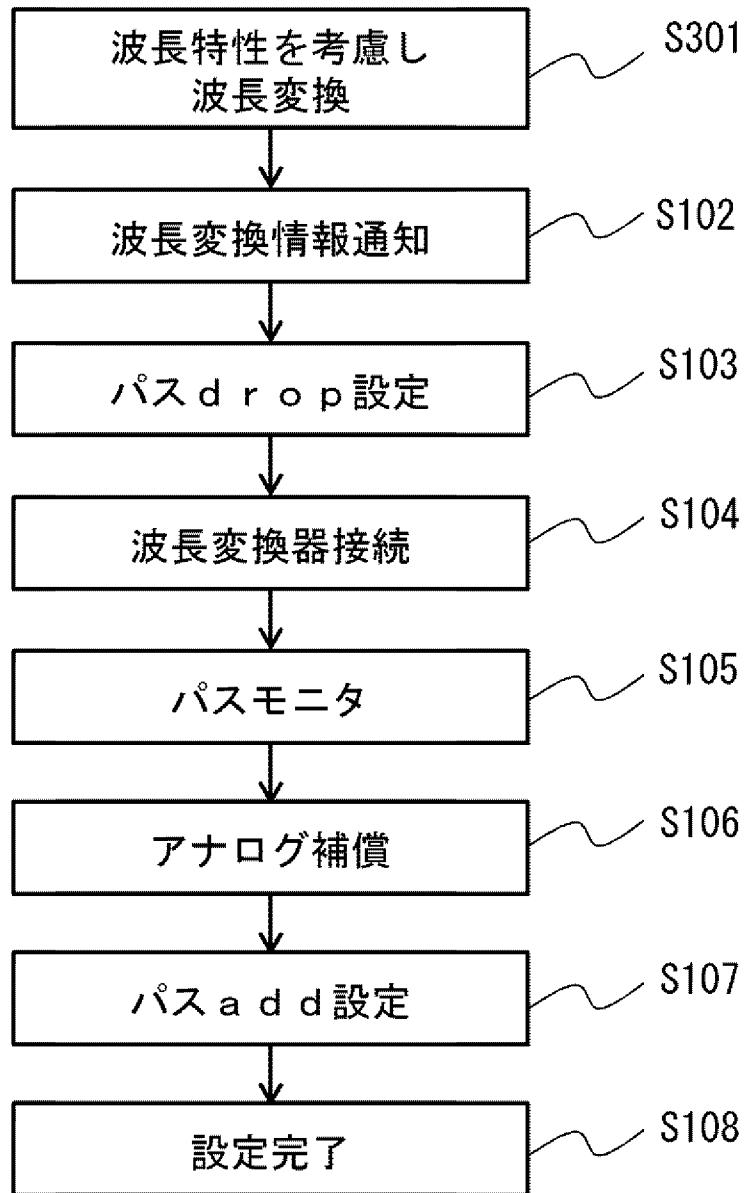 波長特性を考慮し
波長変換
S301
波長変換情報通知
S102
パスｄｒｏｐ設定
S103
波長変換器接続
S104
パスモニタ
S105
アナログ補償
S106
パスａｄｄ設定
S107
設定完了
S108